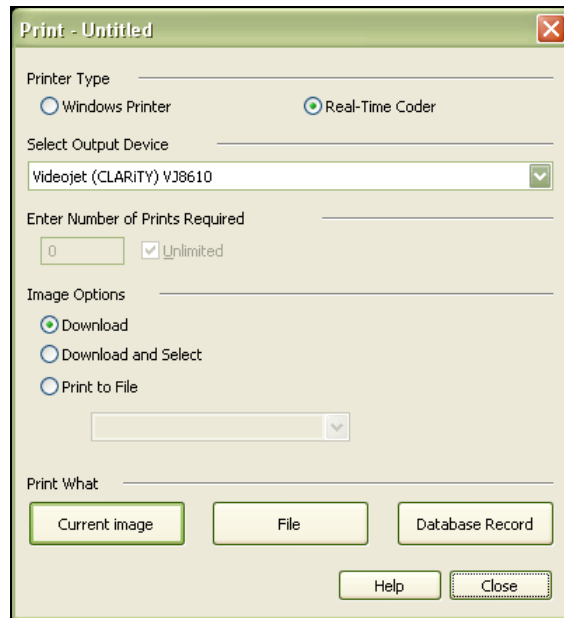 Print - Untitled
Printer Type
Windows Printer Real-Time Coder
Select Output Device
Videojet (CLARiTY) VJ8610
Enter Number of Prints Required
0 Unlimited
Image Options
Download
Download and Select
Print to File
Print What
Current image File Database Record
Help Close